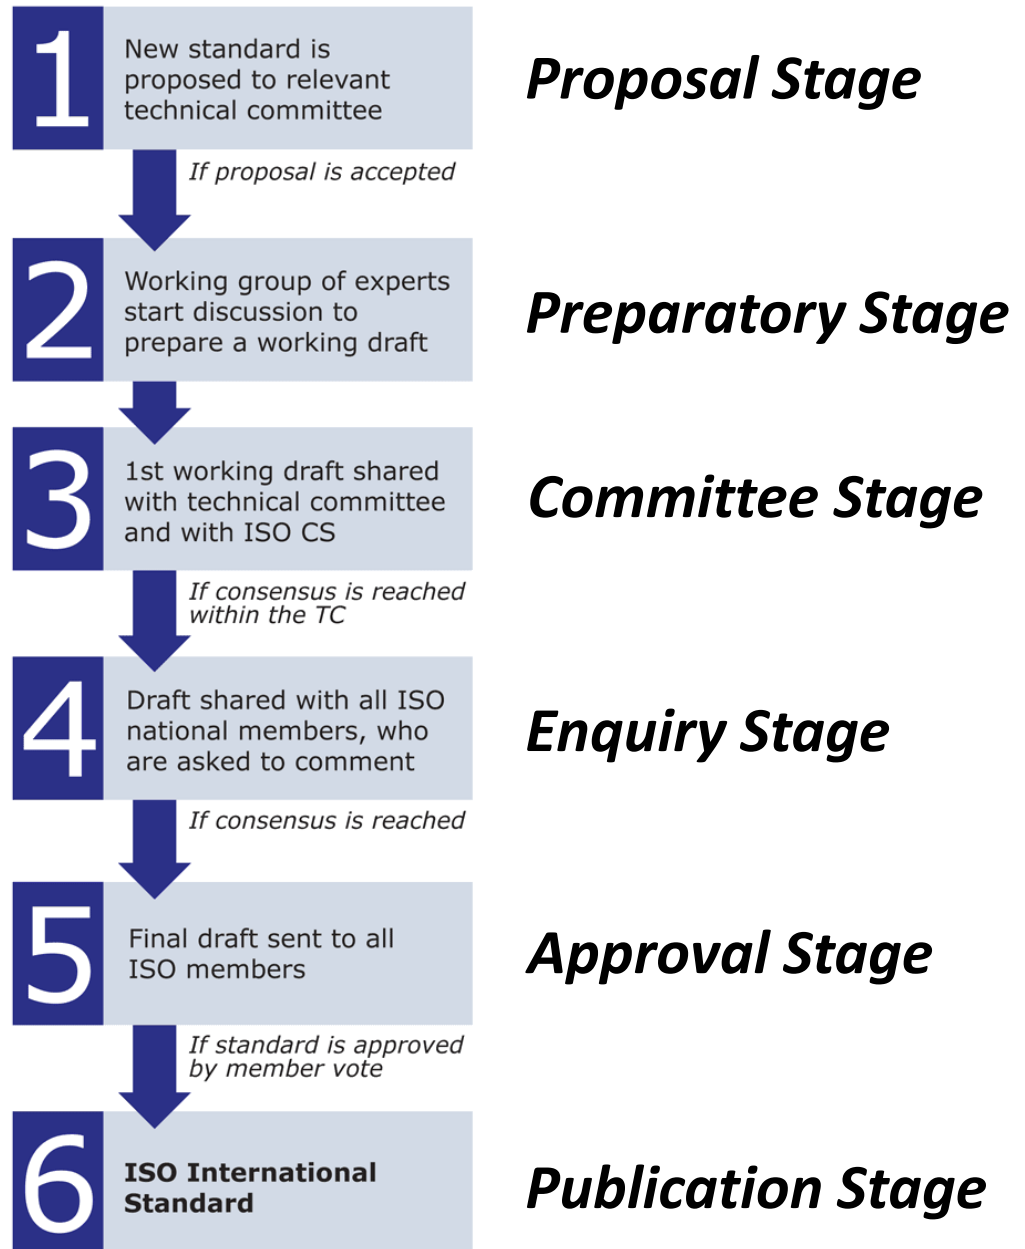 1
New standard is
proposed to relevant
technical committee
Proposal Stage
If proposal is accepted
2
Working group of experts
start discussion to
prepare a working draft
Preparatory Stage
3
1st working draft shared
with technical committee
and with ISO CS
Committee Stage
If consensus is reached
within the TC
4
Draft shared with all ISO
national members, who
are asked to comment
Enquiry Stage
If consensus is reached
5
Final draft sent to all
ISO members
Approval Stage
If standard is approved
by member vote
6
ISO International
Standard
Publication Stage